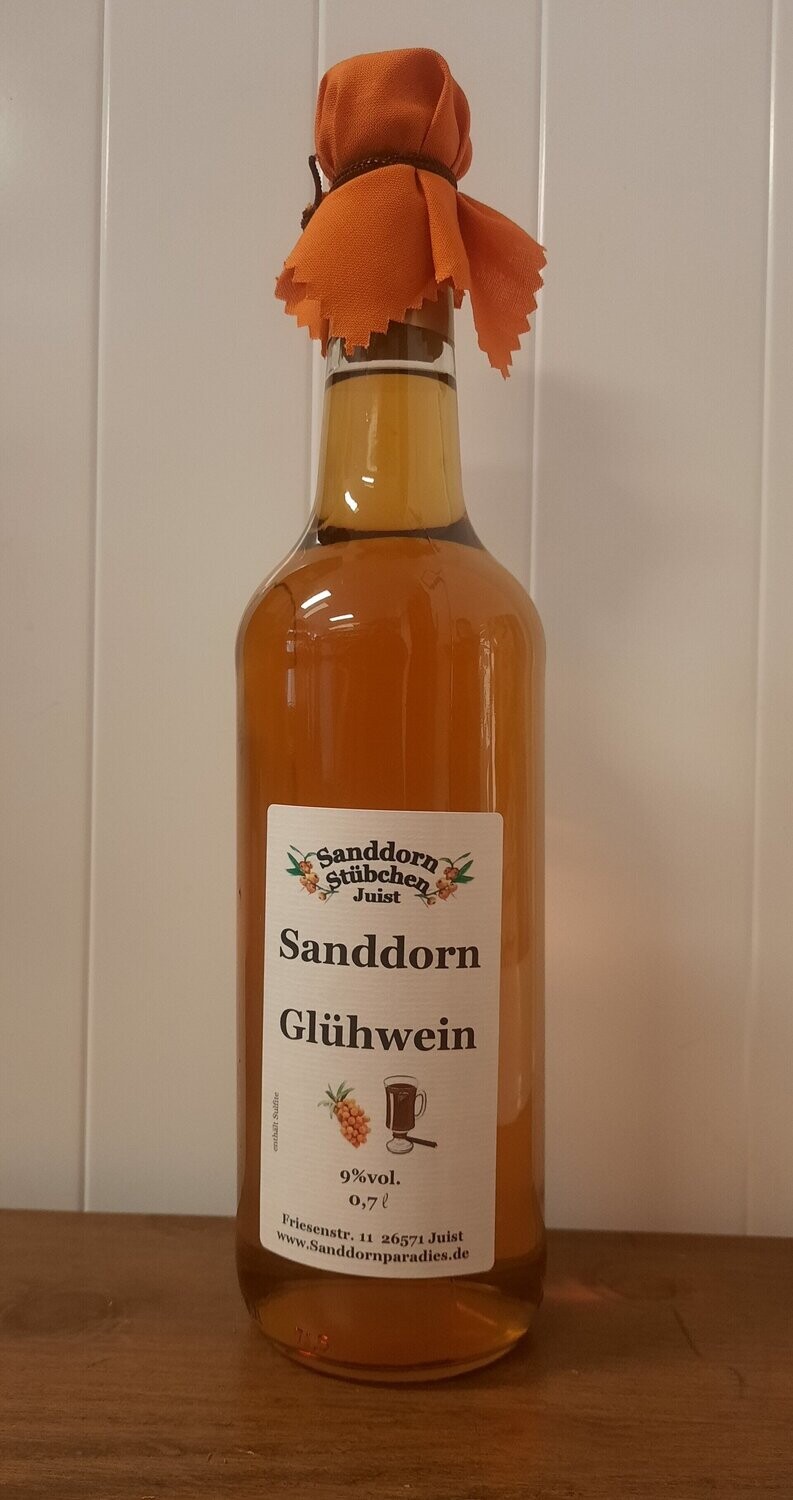 Sanddorn
Stübchen
Juist
Sanddorn
Glühwein
enthält Sulfite
9%vol.
0,7 ℓ
Friesenstr. 11 26571 Juist
www.Sanddornparadies.de